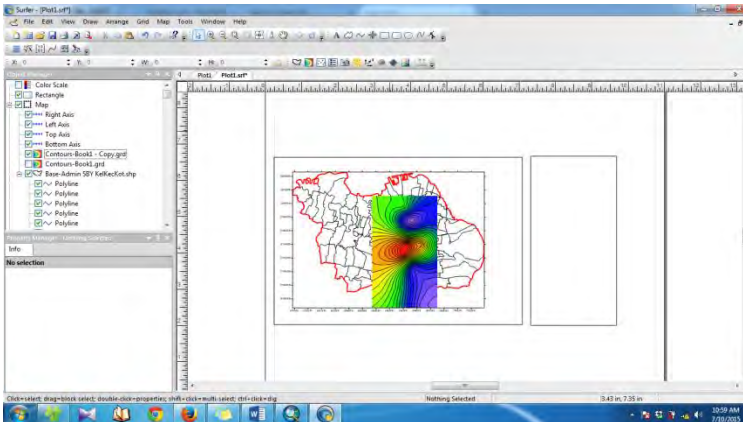 Surfer - [Plot1.srf*]
File Edit View Draw Arrange Grid Map Tools Window Help
X: 0 Y: 0 W: 0 H: 0
Object Manager
Plot1 Plot1.srf*
Color Scale
Rectangle
Map
Right Axis
Left Axis
Top Axis
Bottom Axis
Contours-Book1 - Copy.grd
Contours-Book1.grd
Base-Admin SBY KelKecKot.shp
Polyline
Polyline
Polyline
Polyline
Info
No selection
Click=select; drag=block select; double-click=properties; shift+click=multi-select; ctrl+click=dig
Nothing Selected
3.43 in, 7.35 in
10:59 AM
7/10/2015